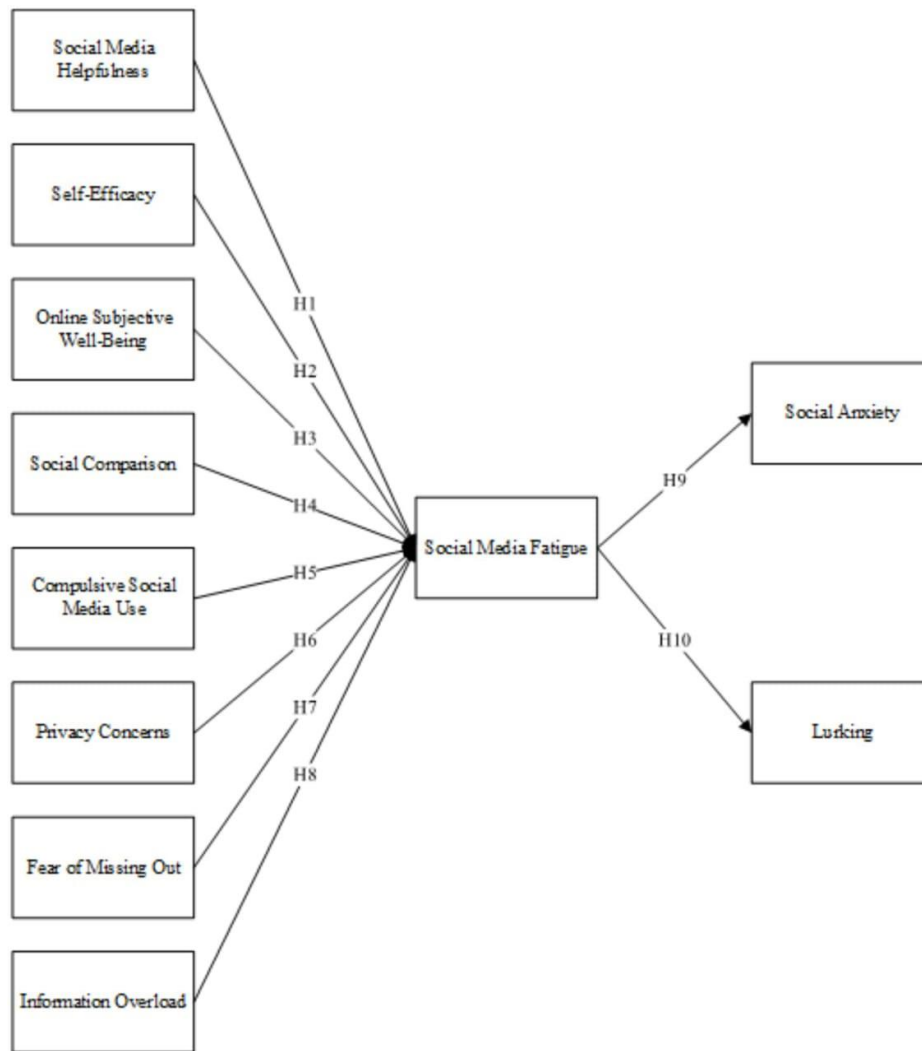 Social Media
Helpfulness
Self-Efficacy
Online Subjective
Well-Being
Social Comparison
Compulsive Social
Media Use
Privacy Concerns
Fear of Missing Out
Information Overload
H1
H2
H3
H4
H5
H6
H7
H8
Social Media Fatigue
H9
H10
Social Anxiety
Lurking